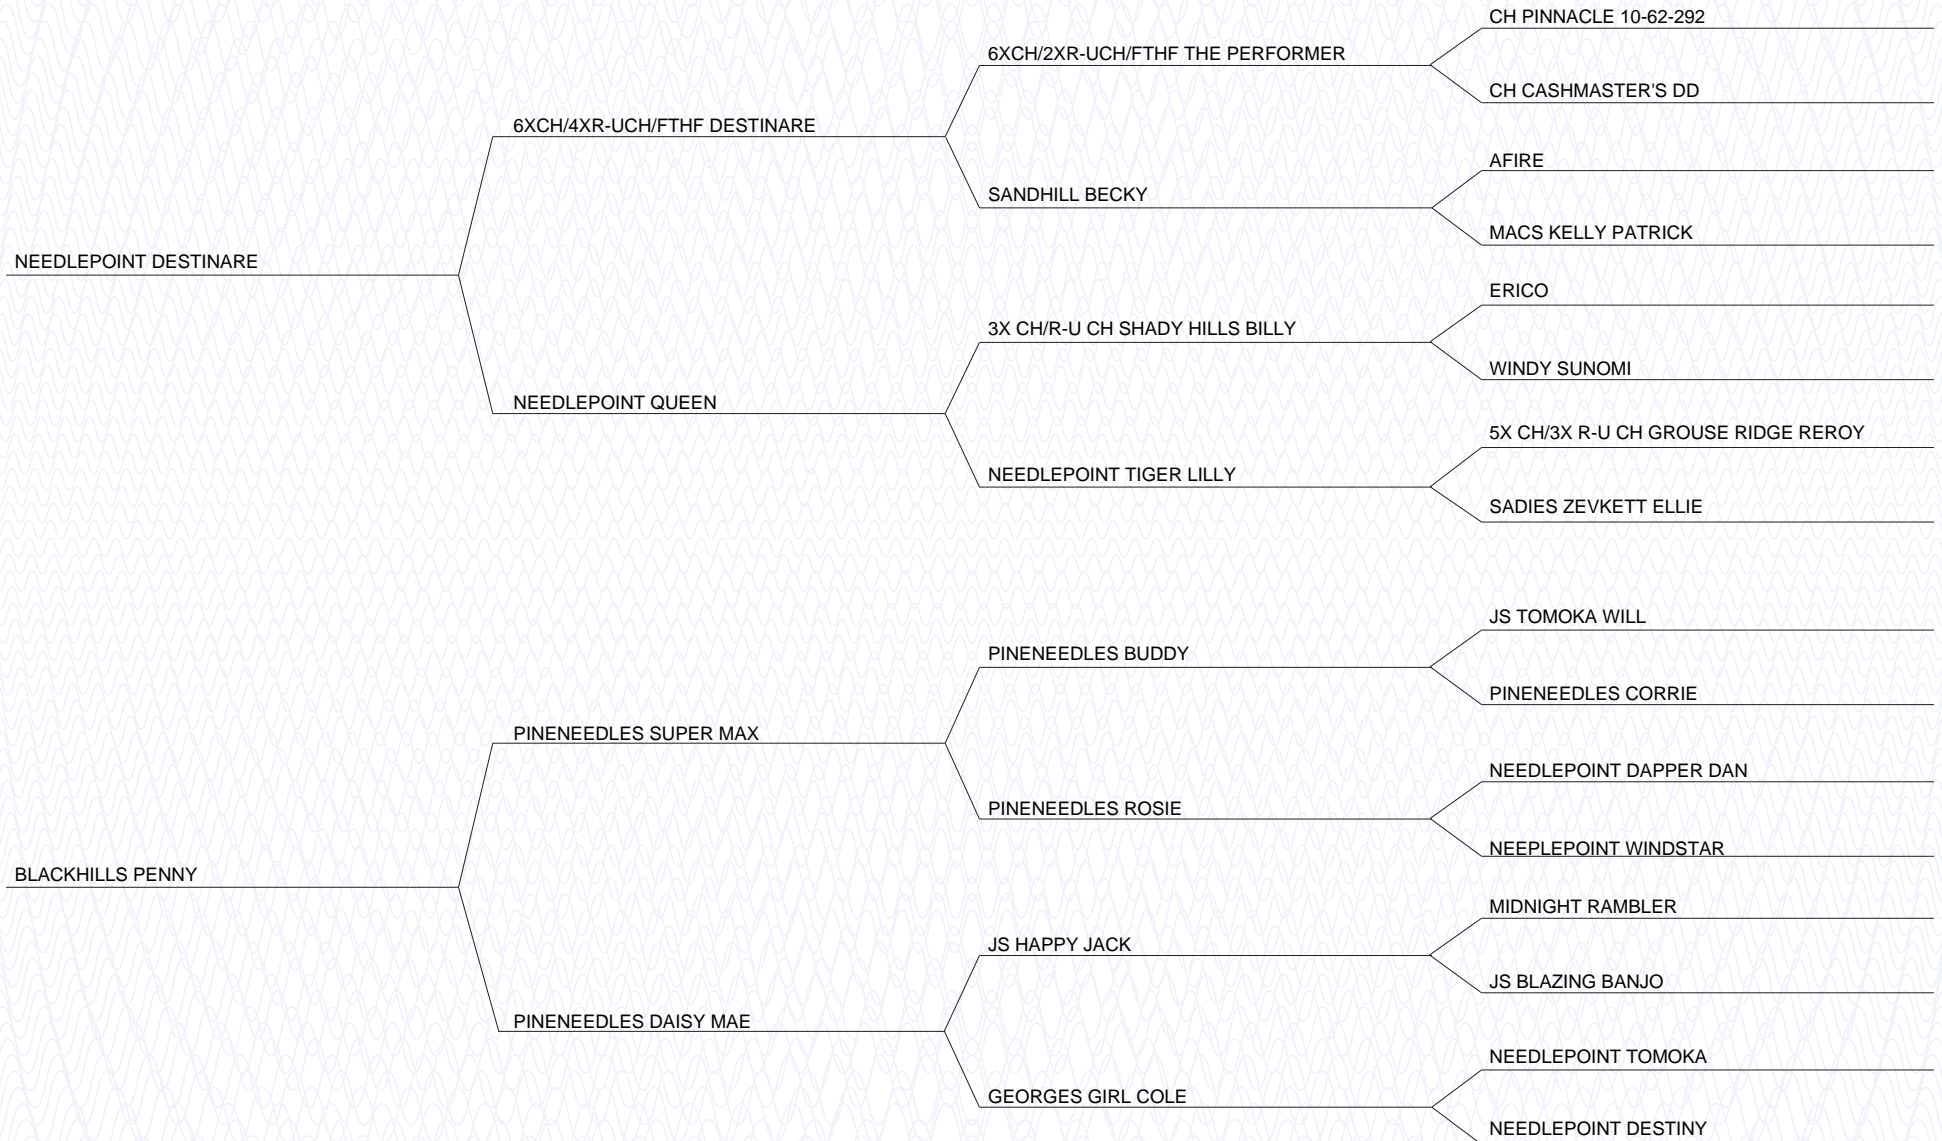 CH PINNACLE 10-62-292
6XCH/2XR-UCH/FTHF THE PERFORMER
CH CASHMASTER'S DD
6XCH/4XR-UCH/FTHF DESTINARE
AFIRE
SANDHILL BECKY
MACS KELLY PATRICK
NEEDLEPOINT DESTINARE
ERICO
3X CH/R-U CH SHADY HILLS BILLY
WINDY SUNOMI
NEEDLEPOINT QUEEN
5X CH/3X R-U CH GROUSE RIDGE REROY
NEEDLEPOINT TIGER LILLY
SADIES ZEVKETT ELLIE
JS TOMOKA WILL
PINENEEDLES BUDDY
PINENEEDLES CORRIE
PINENEEDLES SUPER MAX
NEEDLEPOINT DAPPER DAN
PINENEEDLES ROSIE
NEEPLEPOINT WINDSTAR
BLACKHILLS PENNY
MIDNIGHT RAMBLER
JS HAPPY JACK
JS BLAZING BANJO
PINENEEDLES DAISY MAE
NEEDLEPOINT TOMOKA
GEORGES GIRL COLE
NEEDLEPOINT DESTINY